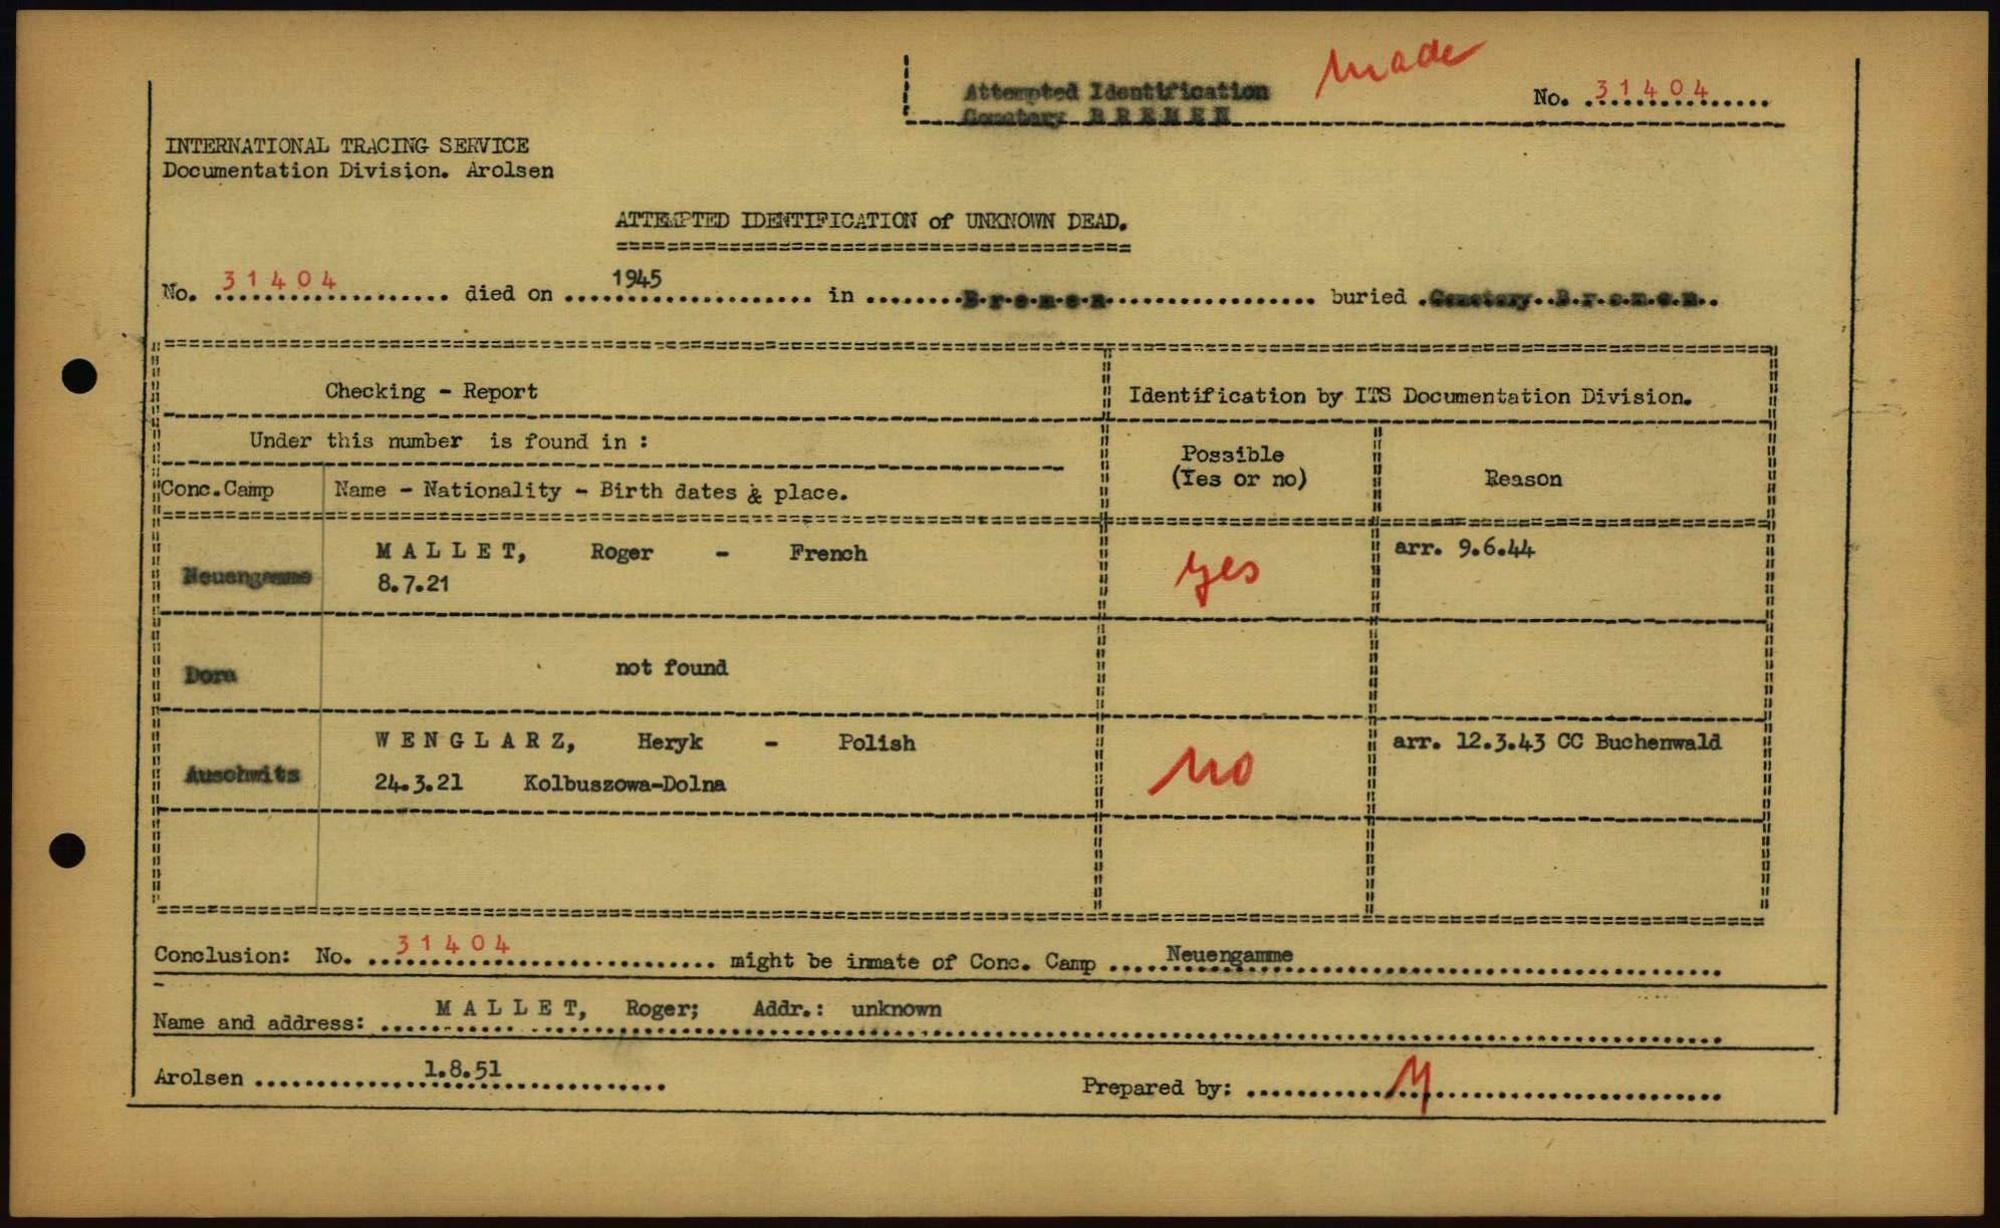 made
Attempted Identification
Cemetery BREMEN
No. 31404
INTERNATIONAL TRACING SERVICE
Documentation Division. Arolsen
ATTEMPTED IDENTIFICATION of UNKNOWN DEAD.
No. 31404 died on 1945 in Bremen buried Cemetery Bremen
Checking - Report
Identification by ITS Documentation Division.
Under this number is found in :
Possible
(Yes or no)
Reason
Conc.Camp
Name - Nationality - Birth dates & place.
Neuengamme
MALLET, Roger - French
8.7.21
yes
arr. 9.6.44
Dora
not found
Auschwitz
WENGLARZ, Heryk - Polish
24.3.21 Kolbuszowa-Dolna
no
arr. 12.3.43 CC Buchenwald
Conclusion: No. 31404 might be inmate of Conc. Camp Neuengamme
Name and address: MALLET, Roger; Addr.: unknown
Arolsen 1.8.51
Prepared by: M